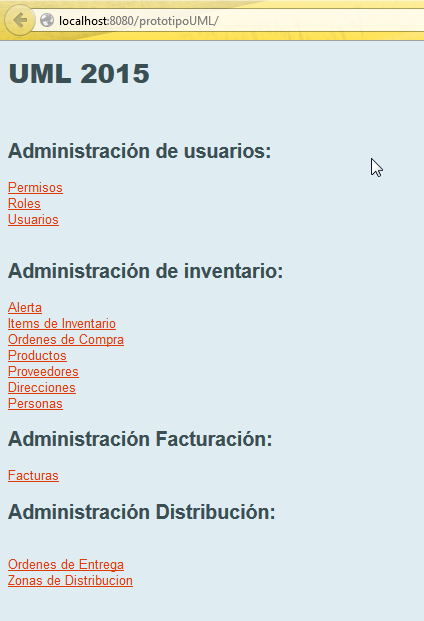 localhost:8080/prototipoUML/
UML 2015
Administración de usuarios:
Permisos
Roles
Usuarios
Administración de inventario:
Alerta
Items de Inventario
Ordenes de Compra
Productos
Proveedores
Direcciones
Personas
Administración Facturación:
Facturas
Administración Distribución:
Ordenes de Entrega
Zonas de Distribucion